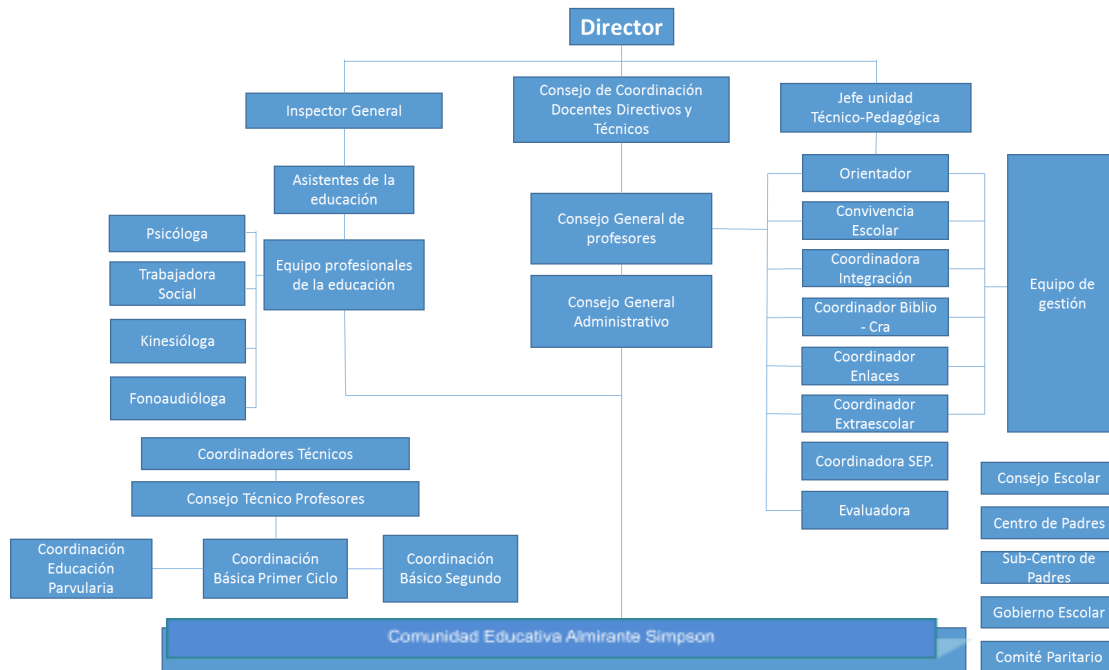 Director
Inspector General
Consejo de Coordinación
Docentes Directivos y
Técnicos
Jefe unidad
Técnico-Pedagógica
Asistentes de la
educación
Equipo profesionales
de la educación
Psicóloga
Trabajadora
Social
Kinesióloga
Fonoaudióloga
Consejo General de
profesores
Consejo General
Administrativo
Orientador
Convivencia
Escolar
Coordinadora
Integración
Coordinador Biblio
- Cra
Coordinador
Enlaces
Coordinador
Extraescolar
Coordinadora SEP.
Evaluadora
Equipo de
gestión
Coordinadores Técnicos
Consejo Técnico Profesores
Coordinación
Educación
Parvularia
Coordinación
Básica Primer Ciclo
Coordinación
Básico Segundo
Consejo Escolar
Centro de Padres
Sub-Centro de
Padres
Gobierno Escolar
Comité Paritario
Comunidad Educativa Almirante Simpson